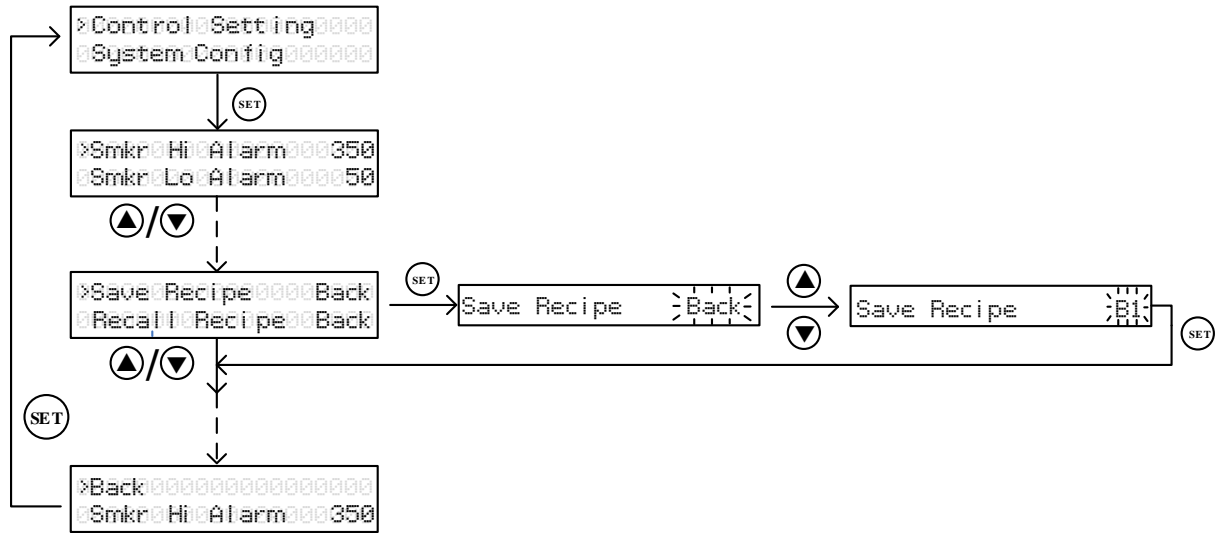 >Control Setting
System Config
SET
>Smkr Hi Alarm 350
Smkr Lo Alarm 50
/
>Save Recipe Back
Recall Recipe Back
SET
Save Recipe Back
Save Recipe B1
SET
/
SET
>Back
Smkr Hi Alarm 350